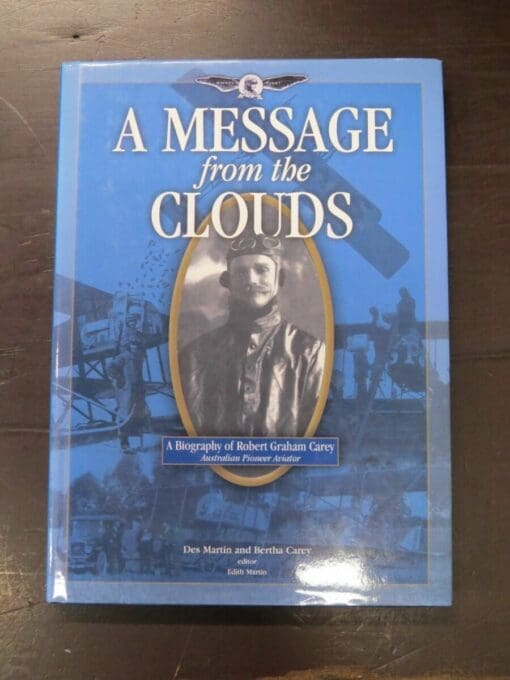 A MESSAGE
from the
CLOUDS
A Biography of Robert Graham Carey
Australian Pioneer Aviator
Des Martin and Bertha Carey
editor
Edith Martin